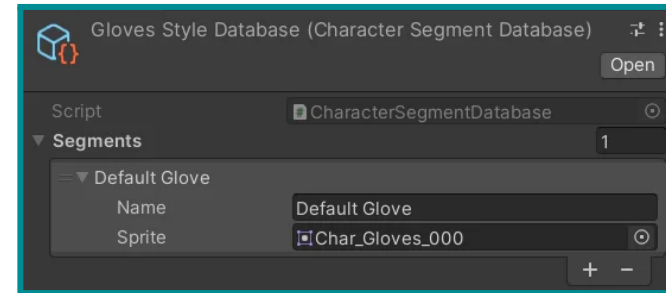 Gloves Style Database (Character Segment Database)
Open
Script CharacterSegmentDatabase
Segments 1
Default Glove
Name Default Glove
Sprite Char_Gloves_000
+ -